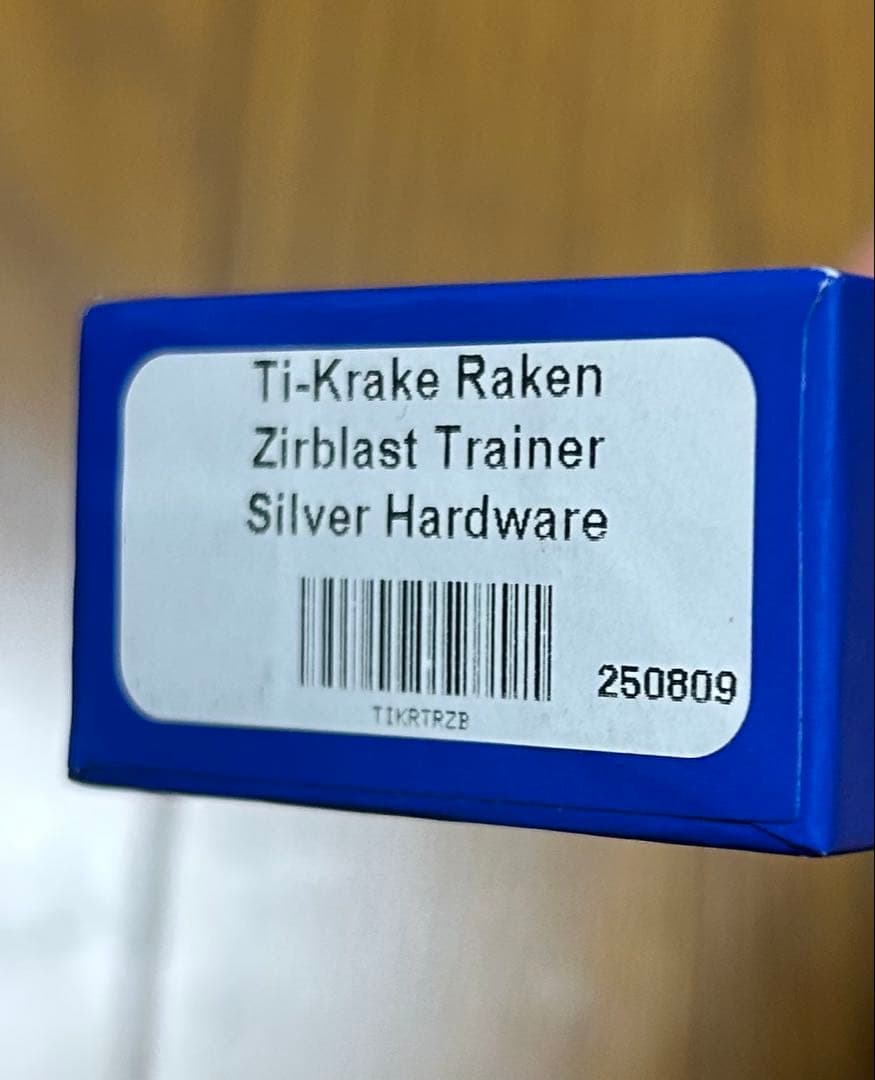 Ti-Krake Raken
Zirblast Trainer
Silver Hardware
250809
TIKRTRZB